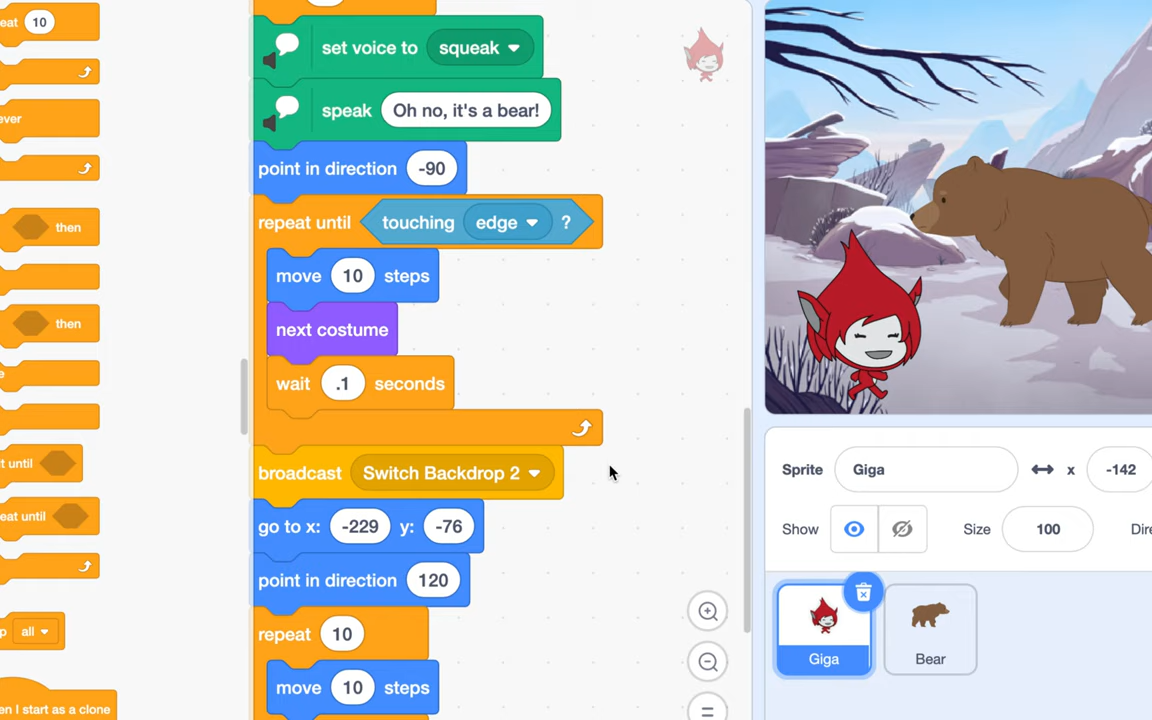 eat 10
ever
then
then
it until
eat until
p all
en I start as a clone
set voice to squeak
speak Oh no, it's a bear!
point in direction -90
repeat until touching edge ?
move 10 steps
next costume
wait .1 seconds
broadcast Switch Backdrop 2
go to x: -229 y: -76
point in direction 120
repeat 10
move 10 steps
Sprite Giga x -142
Show Size 100 Dire
Giga
Bear